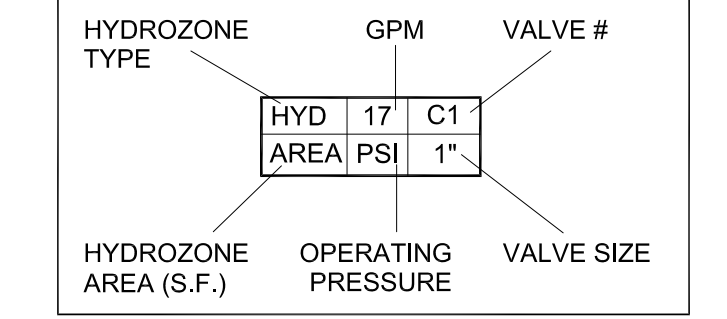 HYDROZONE TYPE
GPM
VALVE #
HYD 17 C1
AREA PSI 1"
HYDROZONE AREA (S.F.)
OPERATING PRESSURE
VALVE SIZE